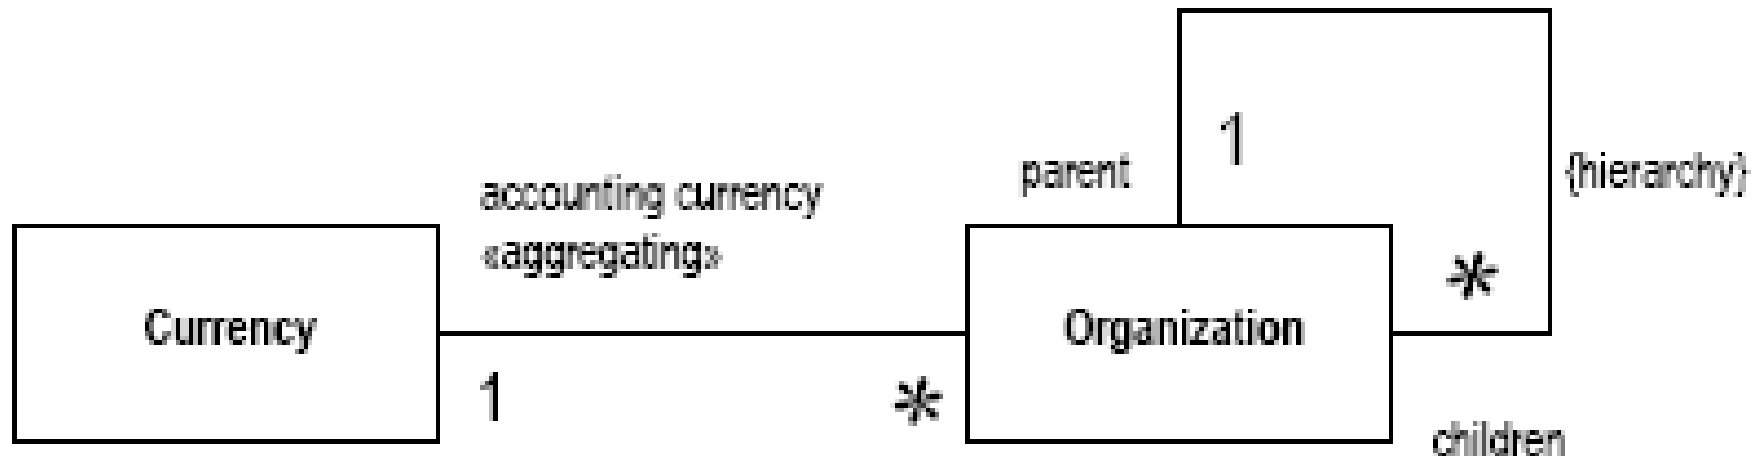 1
parent
{hierarchy}
accounting currency
«aggregating»
*
Currency
Organization
1
*
children